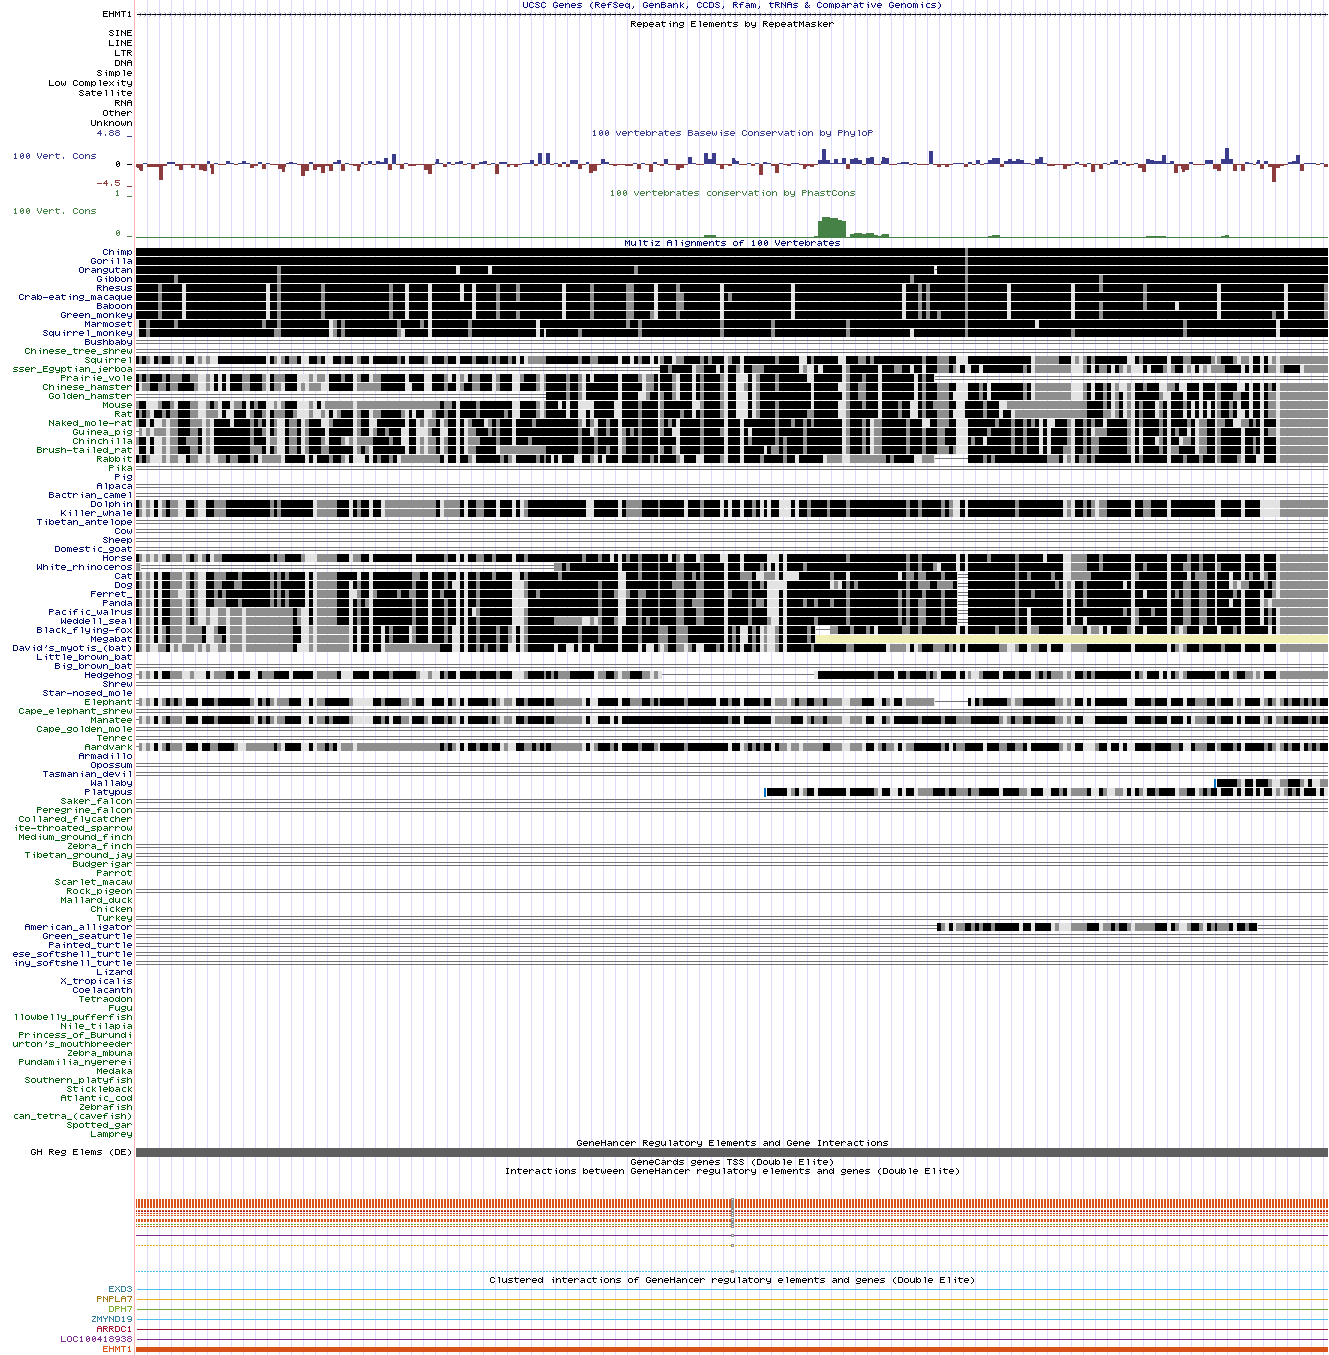 UCSC Genes (RefSeq, GenBank, CCDS, Rfam, tRNAs & Comparative Genomics)
EHMT1
Repeating Elements by RepeatMasker
SINE
LINE
LTR
DNA
Simple
Low Complexity
Satellite
RNA
Other
Unknown
4.88 _
100 vertebrates Basewise Conservation by PhyloP
100 Vert. Cons
0 _
-4.5 _
1 _
100 vertebrates conservation by PhastCons
100 Vert. Cons
0 _
Multiz Alignments of 100 Vertebrates
Chimp
Gorilla
Orangutan
Gibbon
Rhesus
Crab-eating_macaque
Baboon
Green_monkey
Marmoset
Squirrel_monkey
Bushbaby
Chinese_tree_shrew
Squirrel
sser_Egyptian_jerboa
Prairie_vole
Chinese_hamster
Golden_hamster
Mouse
Rat
Naked_mole-rat
Guinea_pig
Chinchilla
Brush-tailed_rat
Rabbit
Pika
Pig
Alpaca
Bactrian_camel
Dolphin
Killer_whale
Tibetan_antelope
Cow
Sheep
Domestic_goat
Horse
White_rhinoceros
Cat
Dog
Ferret_
Panda
Pacific_walrus
Weddell_seal
Black_flying-fox
Megabat
David's_myotis_(bat)
Little_brown_bat
Big_brown_bat
Hedgehog
Shrew
Star-nosed_mole
Elephant
Cape_elephant_shrew
Manatee
Cape_golden_mole
Tenrec
Aardvark
Armadillo
Opossum
Tasmanian_devil
Wallaby
Platypus
Saker_falcon
Peregrine_falcon
Collared_flycatcher
ite-throated_sparrow
Medium_ground_finch
Zebra_finch
Tibetan_ground_jay
Budgerigar
Parrot
Scarlet_macaw
Rock_pigeon
Mallard_duck
Chicken
Turkey
American_alligator
Green_seaturtle
Painted_turtle
ese_softshell_turtle
iny_softshell_turtle
Lizard
X_tropicalis
Coelacanth
Tetraodon
Fugu
llowbelly_pufferfish
Nile_tilapia
Princess_of_Burundi
urton's_mouthbreeder
Zebra_mbuna
Pundamilia_nyererei
Medaka
Southern_platyfish
Stickleback
Atlantic_cod
Zebrafish
can_tetra_(cavefish)
Spotted_gar
Lamprey
GeneHancer Regulatory Elements and Gene Interactions
GH Reg Elems (DE)
GeneCards genes TSS (Double Elite)
Interactions between GeneHancer regulatory elements and genes (Double Elite)
Clustered interactions of GeneHancer regulatory elements and genes (Double Elite)
EXD3
PNPLA7
DPH7
ZMYND19
ARRDC1
LOC100418938
EHMT1